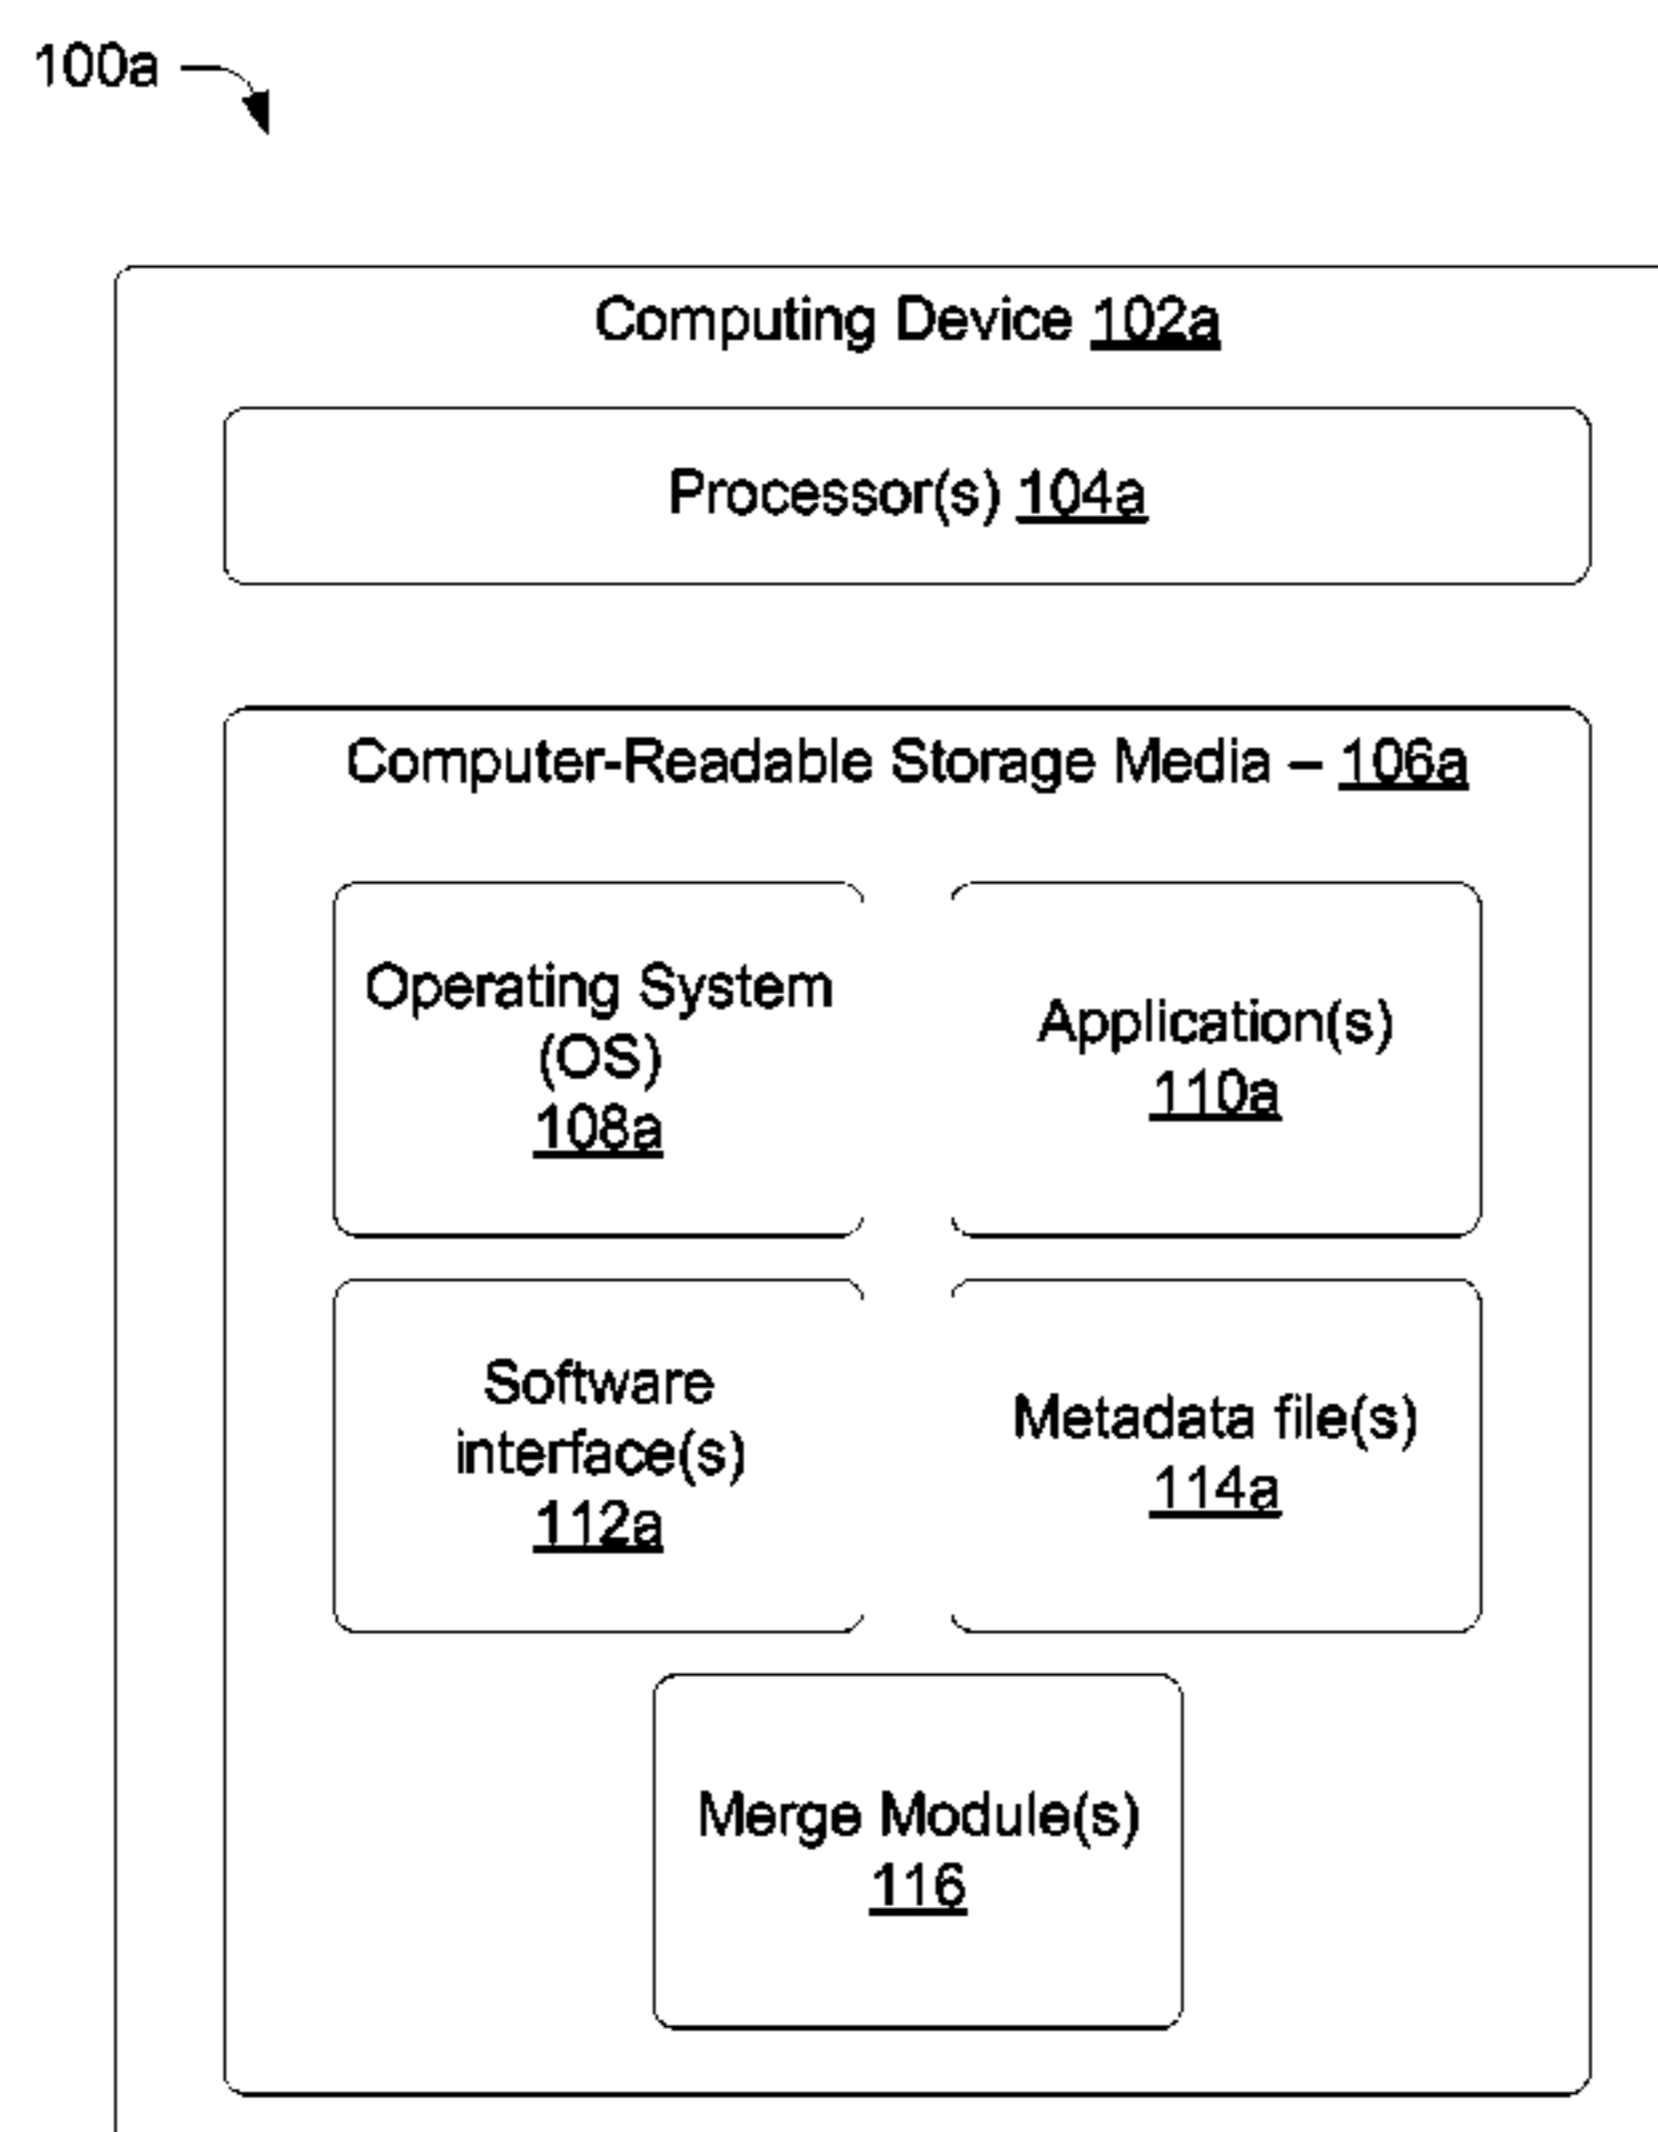 100a
Computing Device 102a
Processor(s) 104a
Computer-Readable Storage Media – 106a
Operating System
(OS)
108a
Application(s)
110a
Software
interface(s)
112a
Metadata file(s)
114a
Merge Module(s)
116